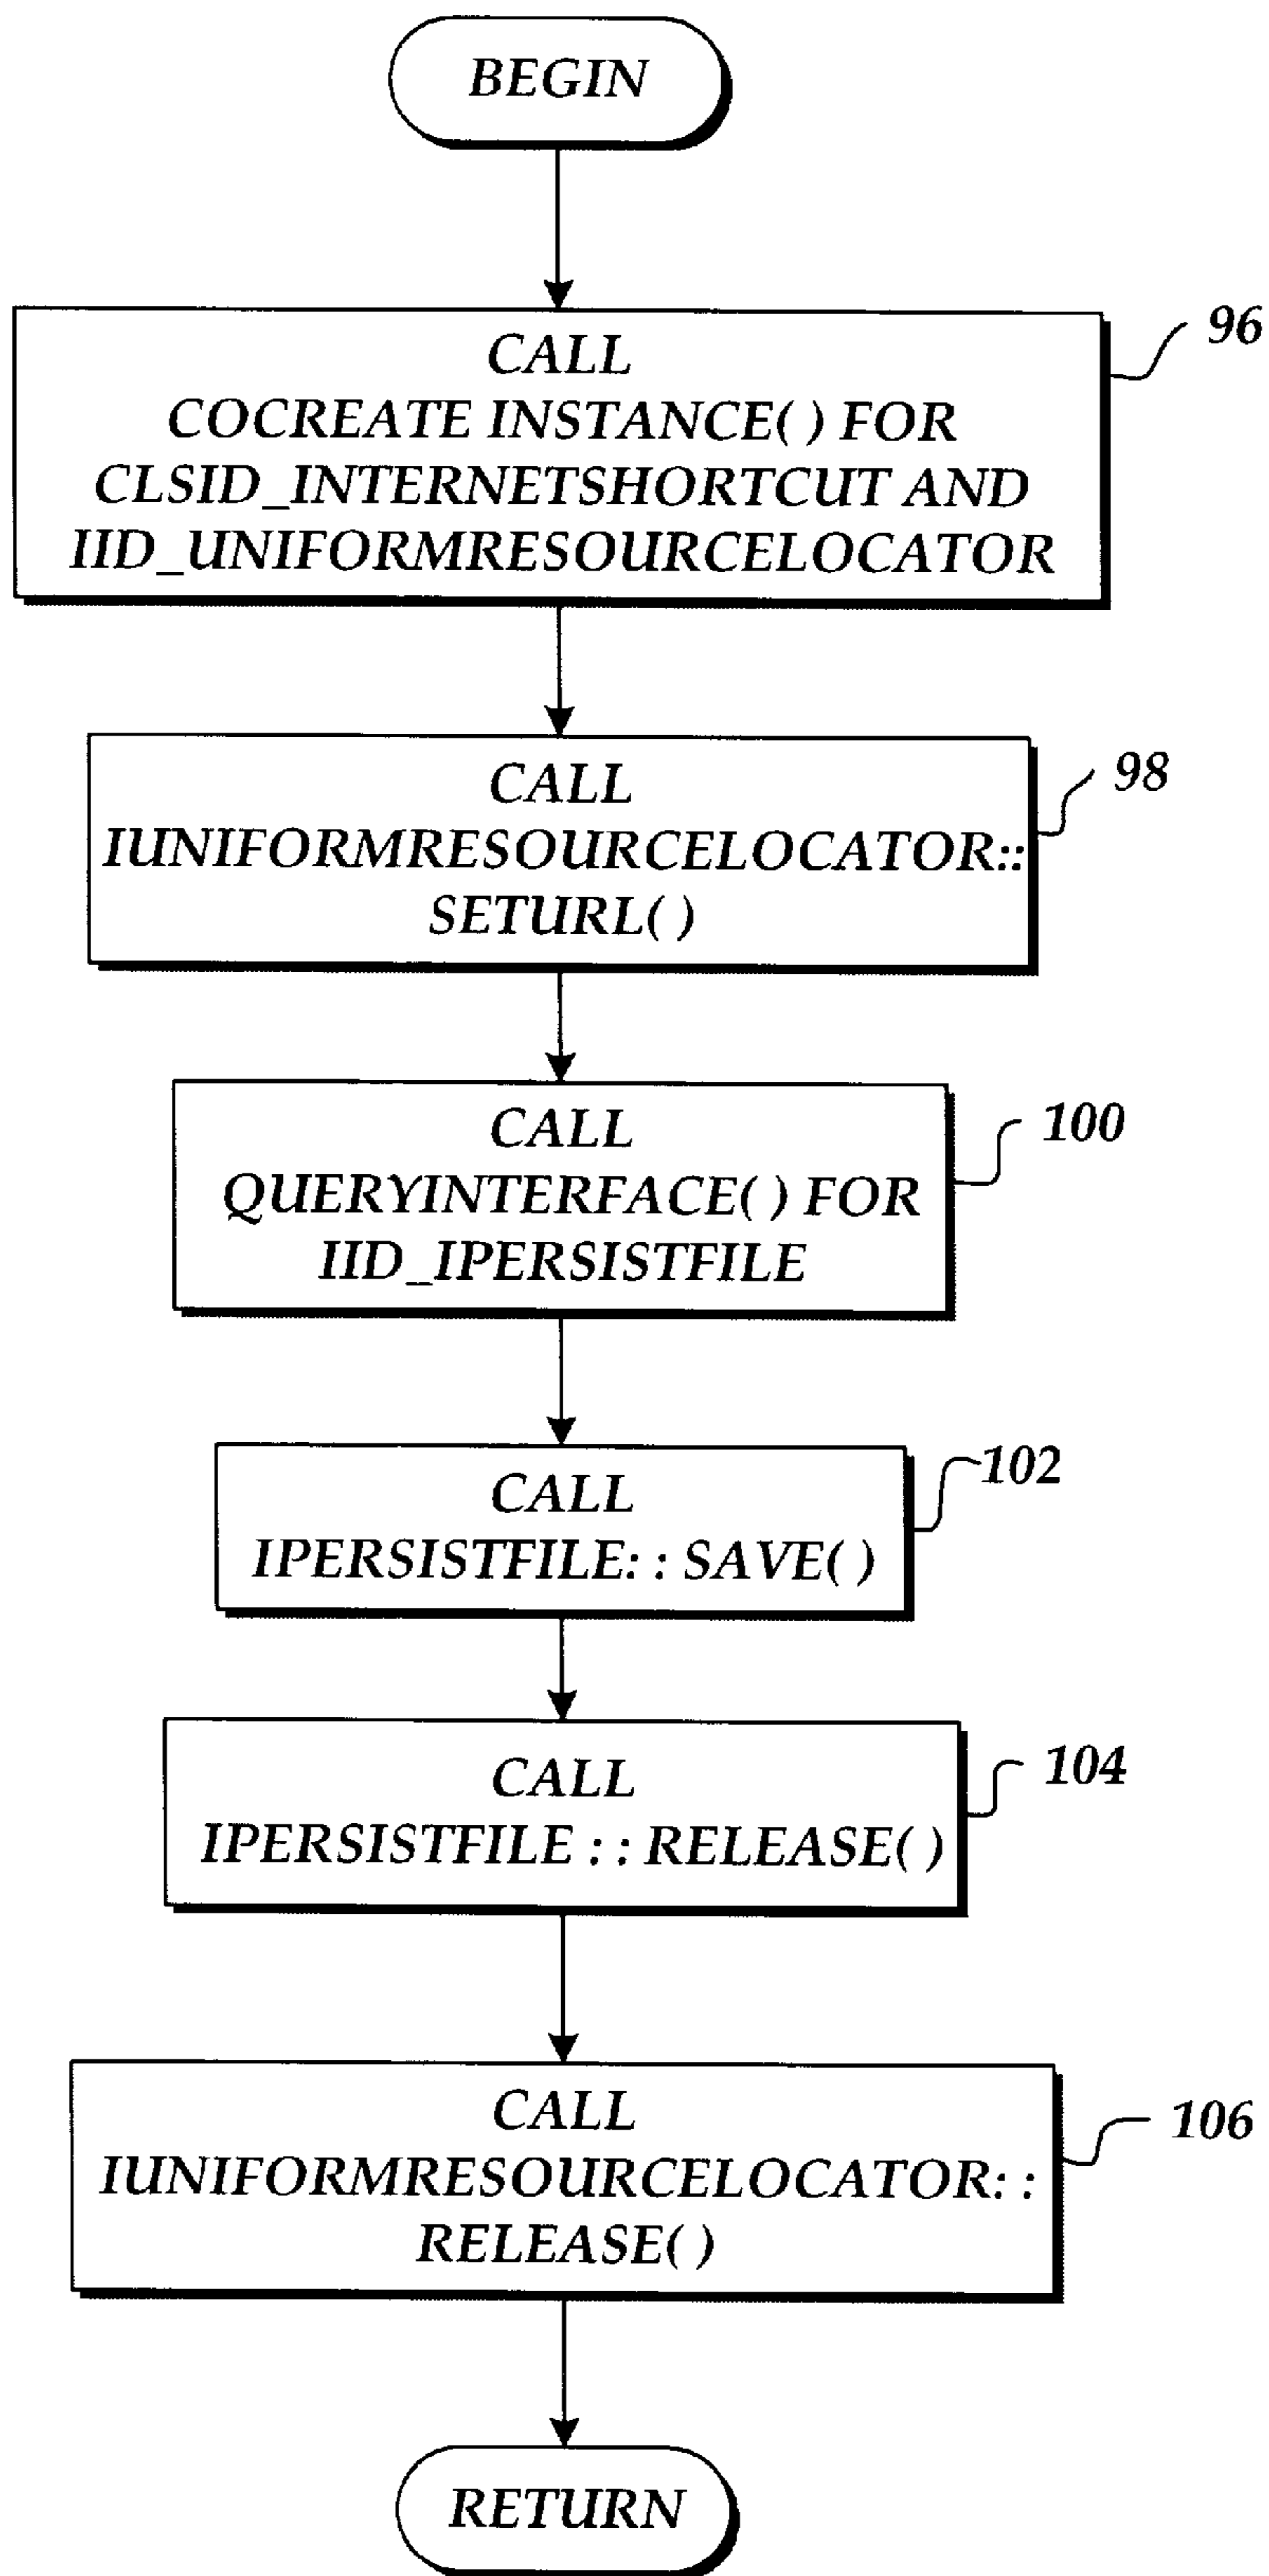 BEGIN
96
CALL
COCREATE INSTANCE( ) FOR
CLSID_INTERNETSHORTCUT AND
IID_UNIFORMRESOURCELOCATOR
98
CALL
IUNIFORMRESOURCELOCATOR::
SETURL( )
100
CALL
QUERYINTERFACE( ) FOR
IID_IPERSISTFILE
102
CALL
IPERSISTFILE: : SAVE( )
104
CALL
IPERSISTFILE : : RELEASE( )
106
CALL
IUNIFORMRESOURCELOCATOR: :
RELEASE( )
RETURN